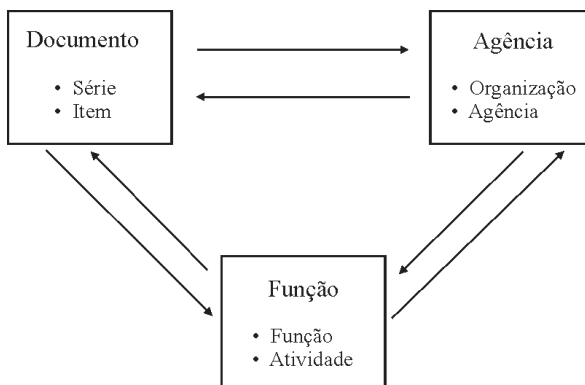 Documento
• Série
• Item
Agência
• Organização
• Agência
Função
• Função
• Atividade